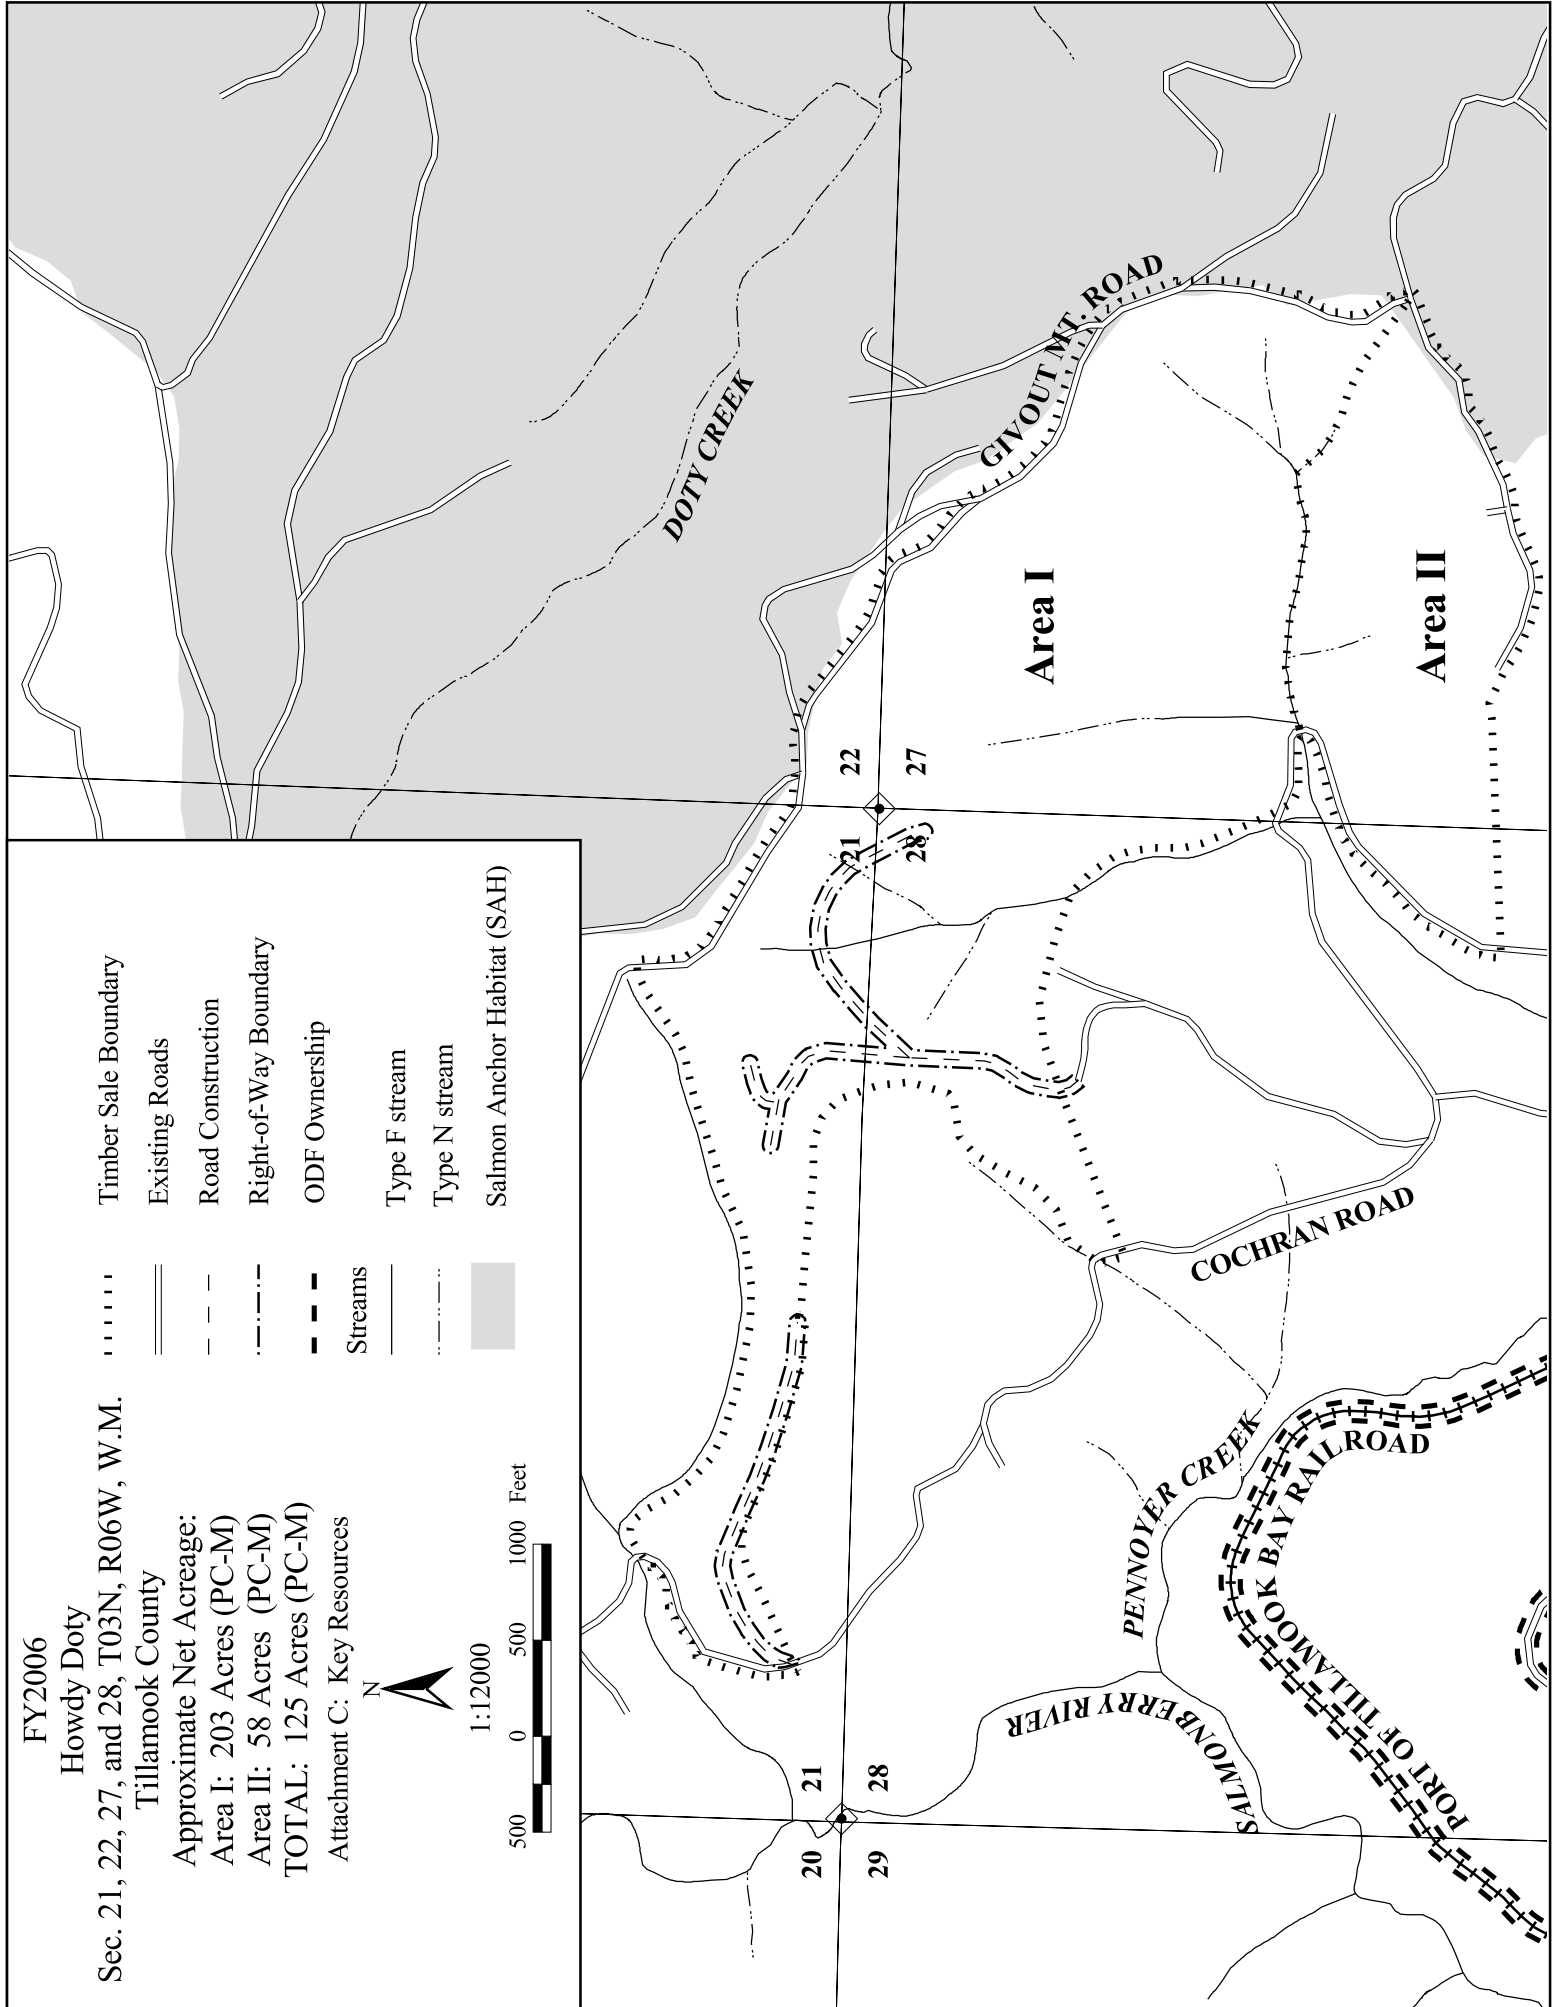 FY2006
Howdy Doty
Sec. 21, 22, 27, and 28, T03N, R06W, W.M.
Tillamook County
Approximate Net Acreage:
Area I: 203 Acres (PC-M)
Area II: 58 Acres (PC-M)
TOTAL: 125 Acres (PC-M)
Attachment C: Key Resources
N
1:12000
500 0 500 1000 Feet
Timber Sale Boundary
Existing Roads
Road Construction
Right-of-Way Boundary
ODF Ownership
Streams
Type F stream
Type N stream
Salmon Anchor Habitat (SAH)
DOTY CREEK
GIVOUT MT. ROAD
Area I
Area II
21 22
28 27
20 21
29 28
COCHRAN ROAD
PENNOYER CREEK
SALMONBERRY RIVER
PORT OF TILLAMOOK BAY RAILROAD